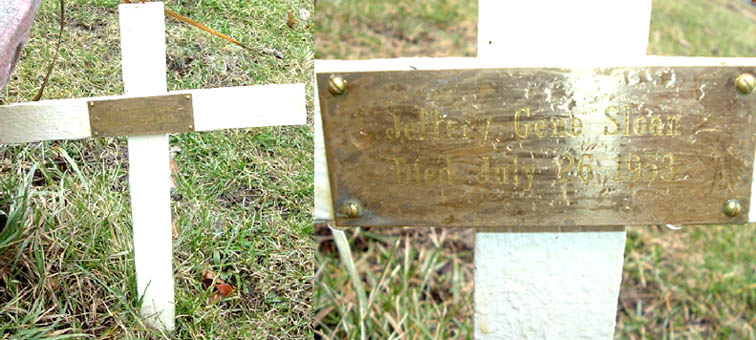 Jeffery Gene Sloan
Died July 26 1953